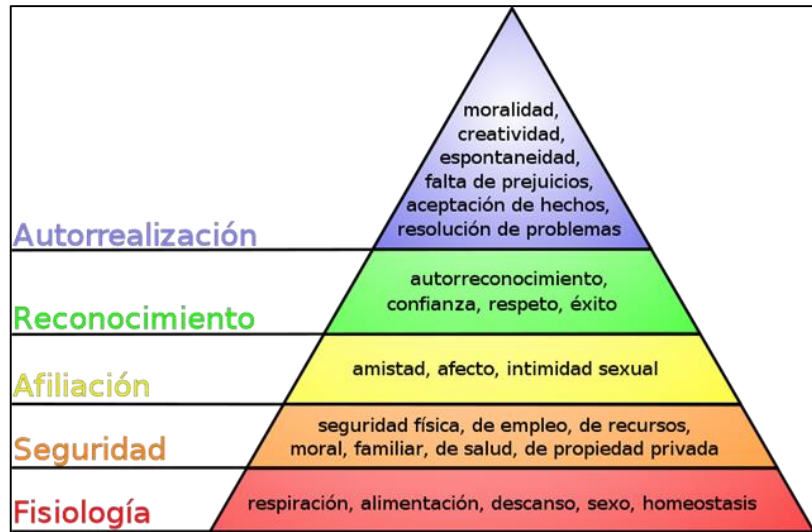 moralidad,
creatividad,
espontaneidad,
falta de prejuicios,
aceptación de hechos,
resolución de problemas
Autorrealización
autorreconocimiento,
confianza, respeto, éxito
Reconocimiento
amistad, afecto, intimidad sexual
Afiliación
seguridad física, de empleo, de recursos,
moral, familiar, de salud, de propiedad privada
Seguridad
respiración, alimentación, descanso, sexo, homeostasis
Fisiología